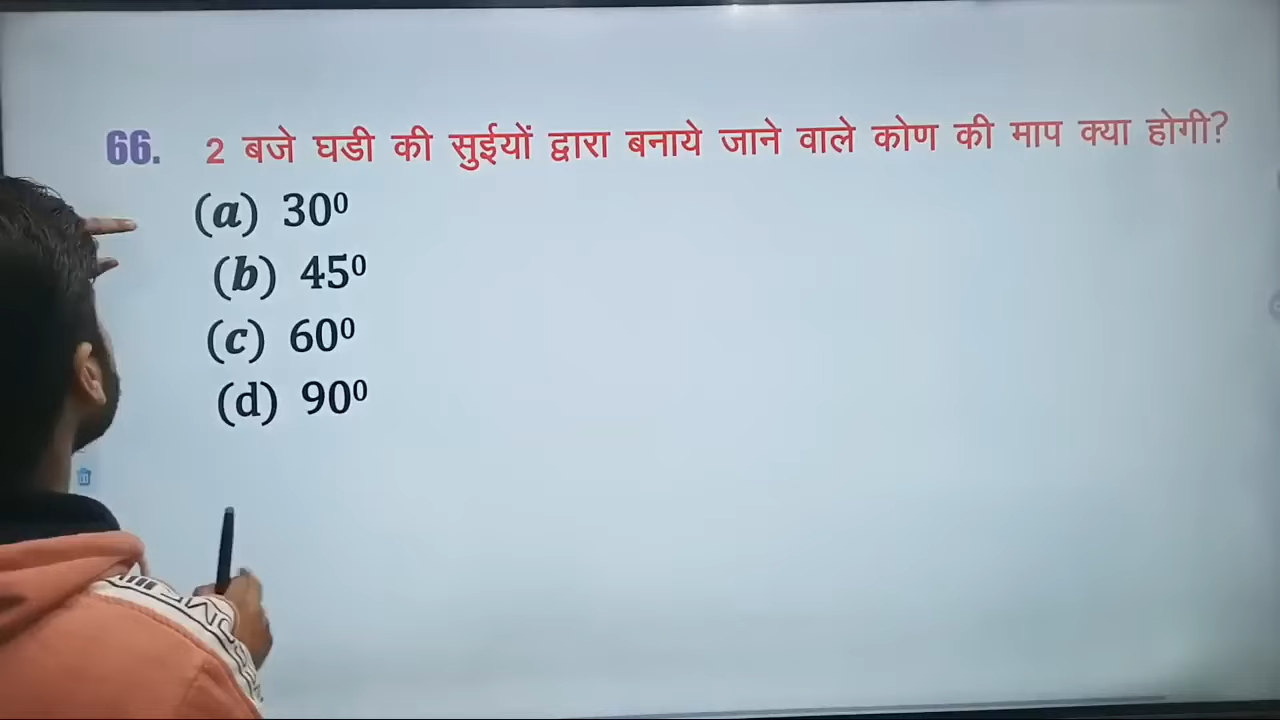 66. 2 बजे घडी की सुईयों द्वारा बनाये जाने वाले कोण की माप क्या होगी?
(a) 30⁰
(b) 45⁰
(c) 60⁰
(d) 90⁰